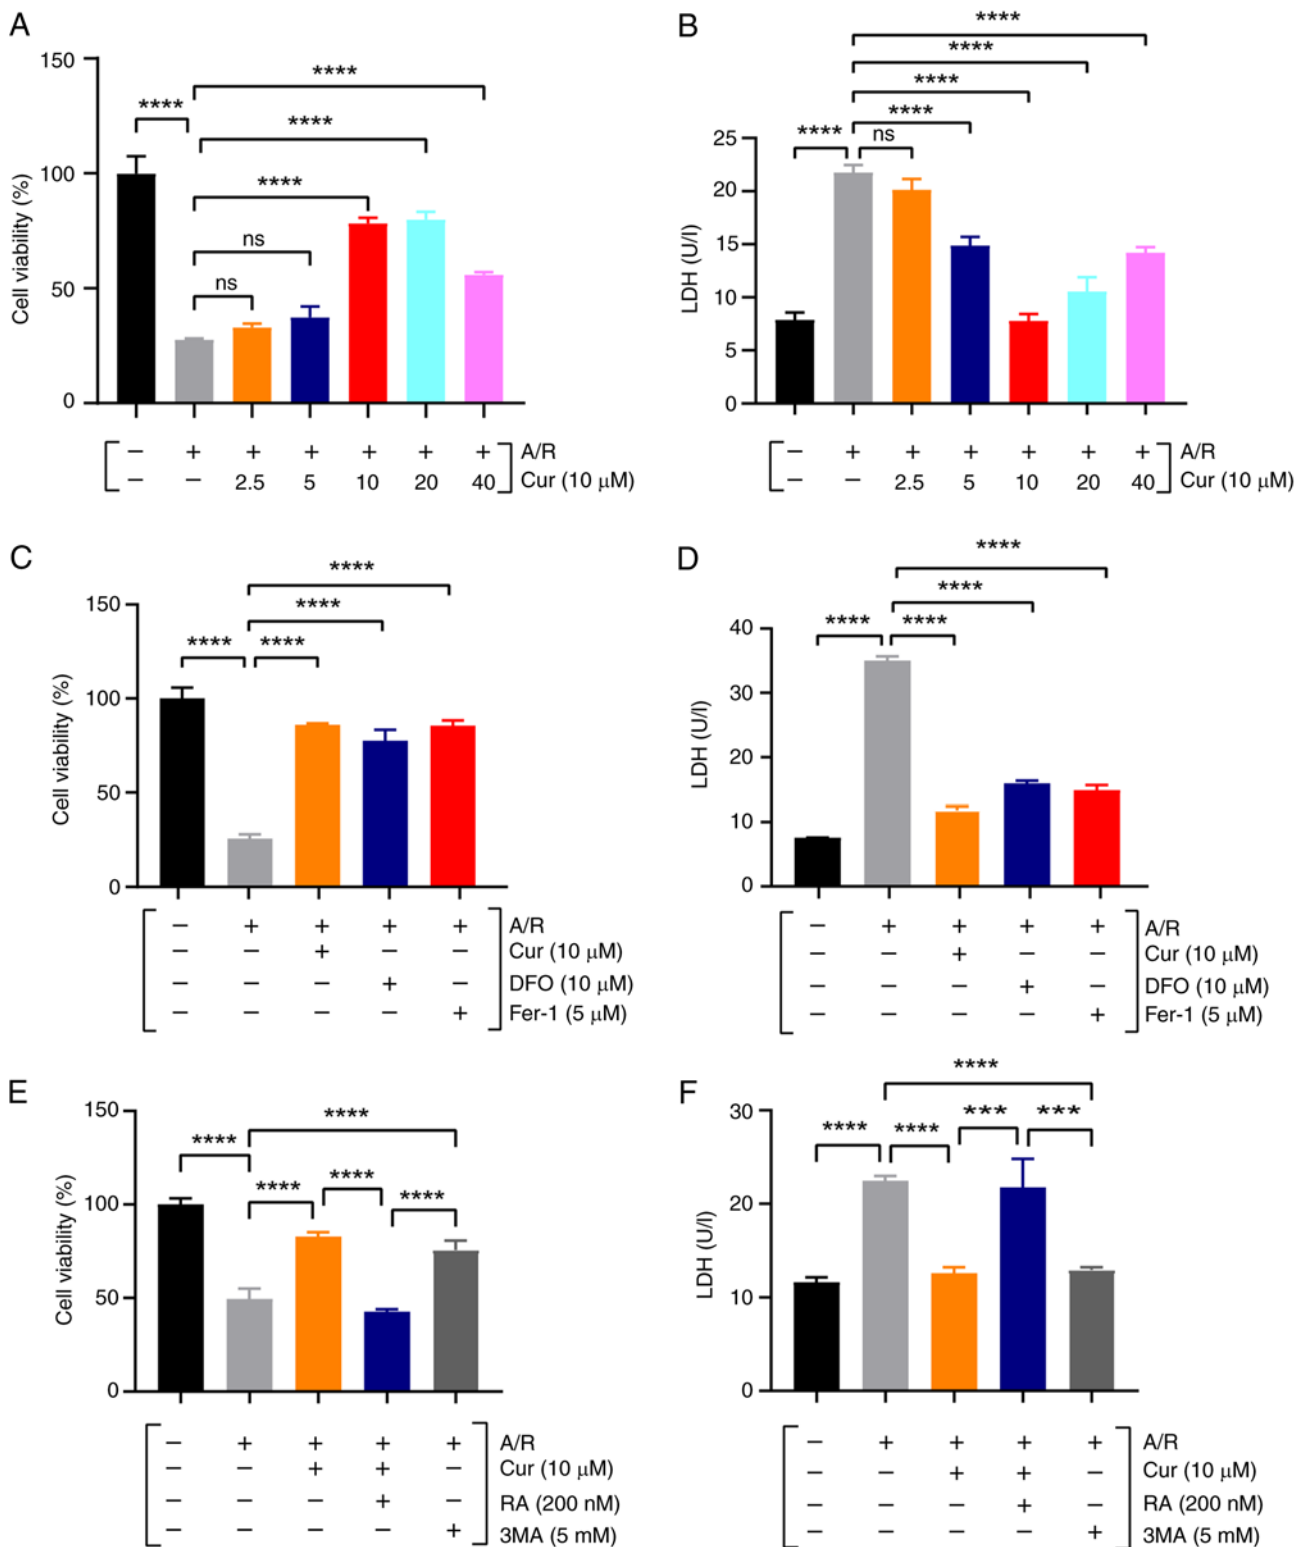 A
150
100
50
0
Cell viability (%)
****
****
****
****
ns
ns
– + + + + + + A/R
– – 2.5 5 10 20 40 Cur (10 μM)
B
25
20
15
10
5
0
LDH (U/l)
****
****
****
****
**** ns
– + + + + + + A/R
– – 2.5 5 10 20 40 Cur (10 μM)
C
150
100
50
0
Cell viability (%)
****
****
**** ****
– + + + + A/R
– – + – – Cur (10 μM)
– – – + – DFO (10 μM)
– – – – + Fer-1 (5 μM)
D
40
30
20
10
0
LDH (U/l)
****
****
**** ****
– + + + + A/R
– – + – – Cur (10 μM)
– – – + – DFO (10 μM)
– – – – + Fer-1 (5 μM)
E
150
100
50
0
Cell viability (%)
****
****
**** **** ****
– + + + + A/R
– – + + – Cur (10 μM)
– – – + – RA (200 nM)
– – – – + 3MA (5 mM)
F
30
20
10
0
LDH (U/l)
****
**** **** *** ***
– + + + + A/R
– – + + – Cur (10 μM)
– – – + – RA (200 nM)
– – – – + 3MA (5 mM)